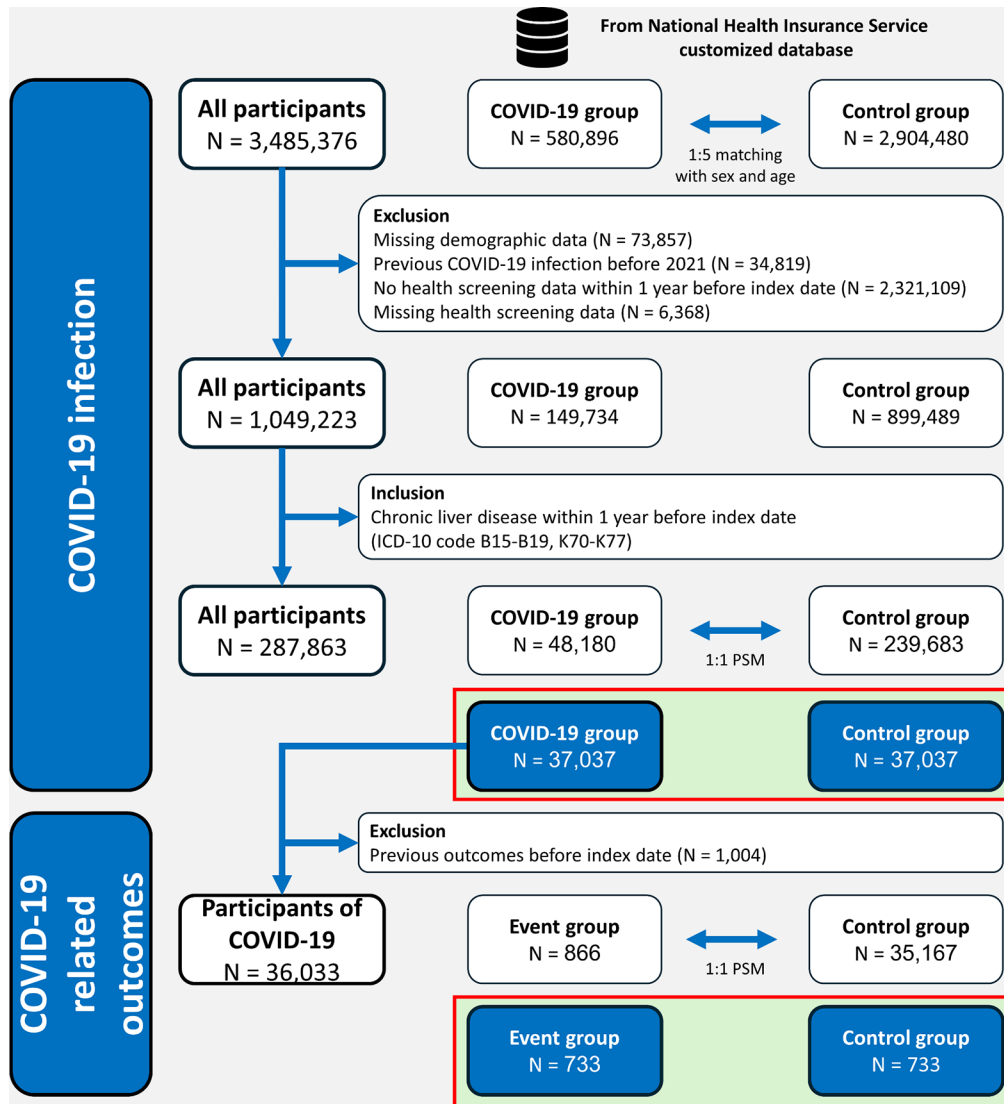 From National Health Insurance Service
customized database
COVID-19 infection
All participants
N = 3,485,376
COVID-19 group
N = 580,896
1:5 matching
with sex and age
Control group
N = 2,904,480
Exclusion
Missing demographic data (N = 73,857)
Previous COVID-19 infection before 2021 (N = 34,819)
No health screening data within 1 year before index date (N = 2,321,109)
Missing health screening data (N = 6,368)
All participants
N = 1,049,223
COVID-19 group
N = 149,734
Control group
N = 899,489
Inclusion
Chronic liver disease within 1 year before index date
(ICD-10 code B15-B19, K70-K77)
All participants
N = 287,863
COVID-19 group
N = 48,180
1:1 PSM
Control group
N = 239,683
COVID-19 group
N = 37,037
Control group
N = 37,037
COVID-19
related
outcomes
Exclusion
Previous outcomes before index date (N = 1,004)
Participants of
COVID-19
N = 36,033
Event group
N = 866
1:1 PSM
Control group
N = 35,167
Event group
N = 733
Control group
N = 733